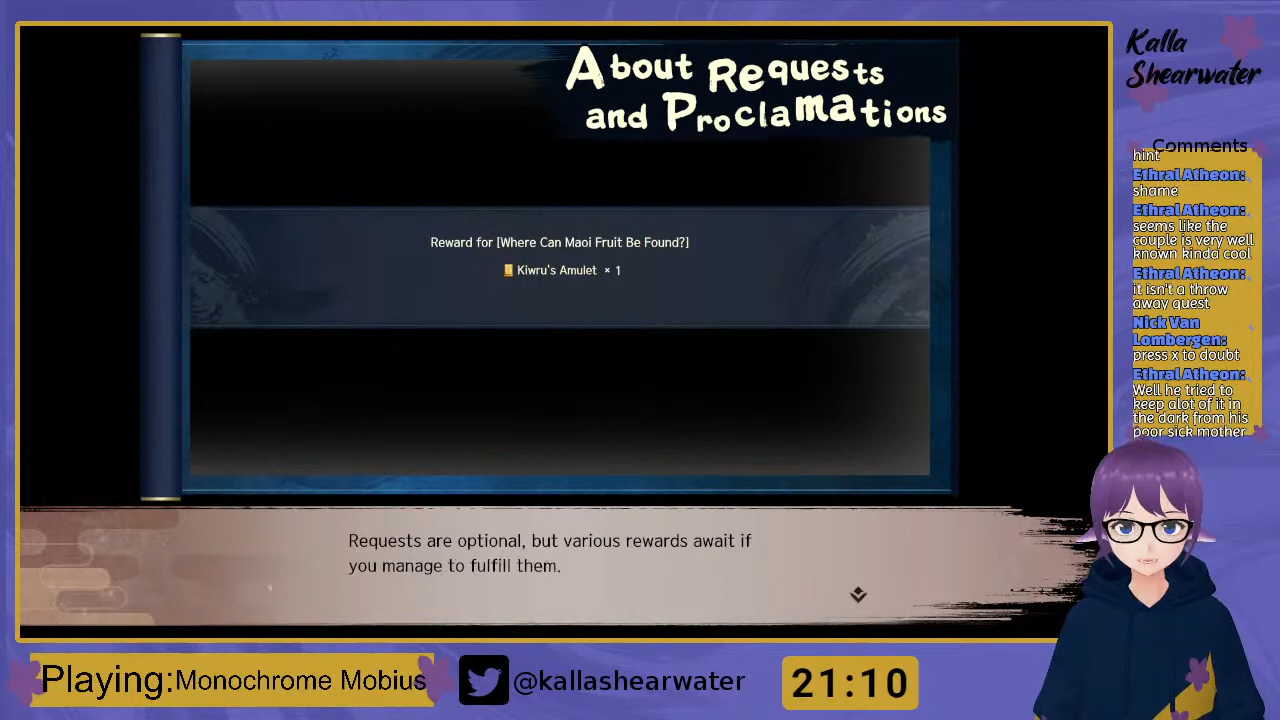 About Requests
and Proclamations
Reward for [Where Can Maoi Fruit Be Found?]
Kiwru's Amulet × 1
Requests are optional, but various rewards await if
you manage to fulfill them.
Kalla
Shearwater
Comments
hint
Ethral Atheon:
shame
Ethral Atheon:
seems like the
couple is very well
known kinda cool
Ethral Atheon:
it isn't a throw
away quest
Nick Van
Lombergen:
press x to doubt
Ethral Atheon:
Well he tried to
keep alot of it in
the dark from his
poor sick mother
Playing:Monochrome Mobius
@kallashearwater
21:10